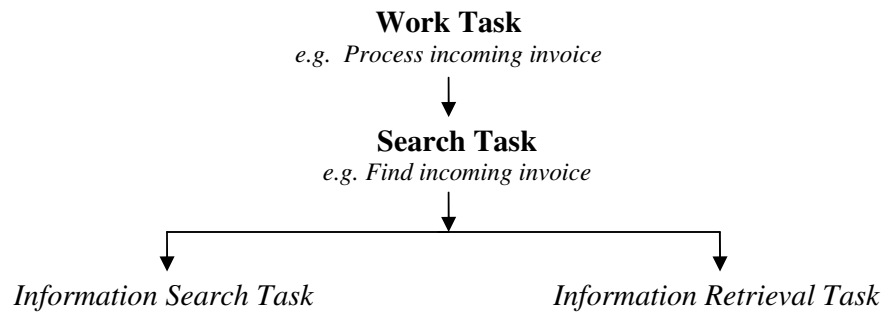 Work Task
e.g. Process incoming invoice
Search Task
e.g. Find incoming invoice
Information Search Task
Information Retrieval Task